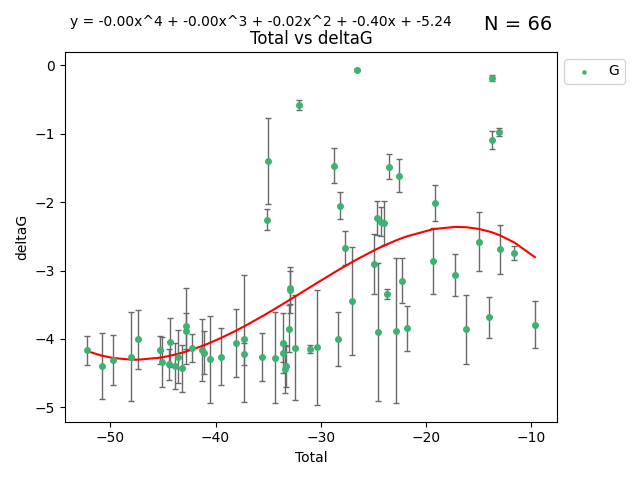 y = -0.00x^4 + -0.00x^3 + -0.02x^2 + -0.40x + -5.24
N = 66
Total vs deltaG
G
deltaG
0
−1
−2
−3
−4
−5
−50 −40 −30 −20 −10
Total